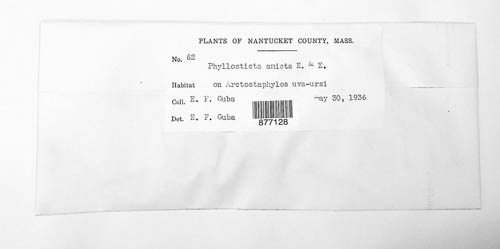 PLANTS OF NANTUCKET COUNTY, MASS.
No. 62
Phyllosticta amicta E. & E.
Habitat on Arctostaphylos uva-ursi
Coll. E. F. Guba ay 30, 1936
Det. E. F. Guba
877128